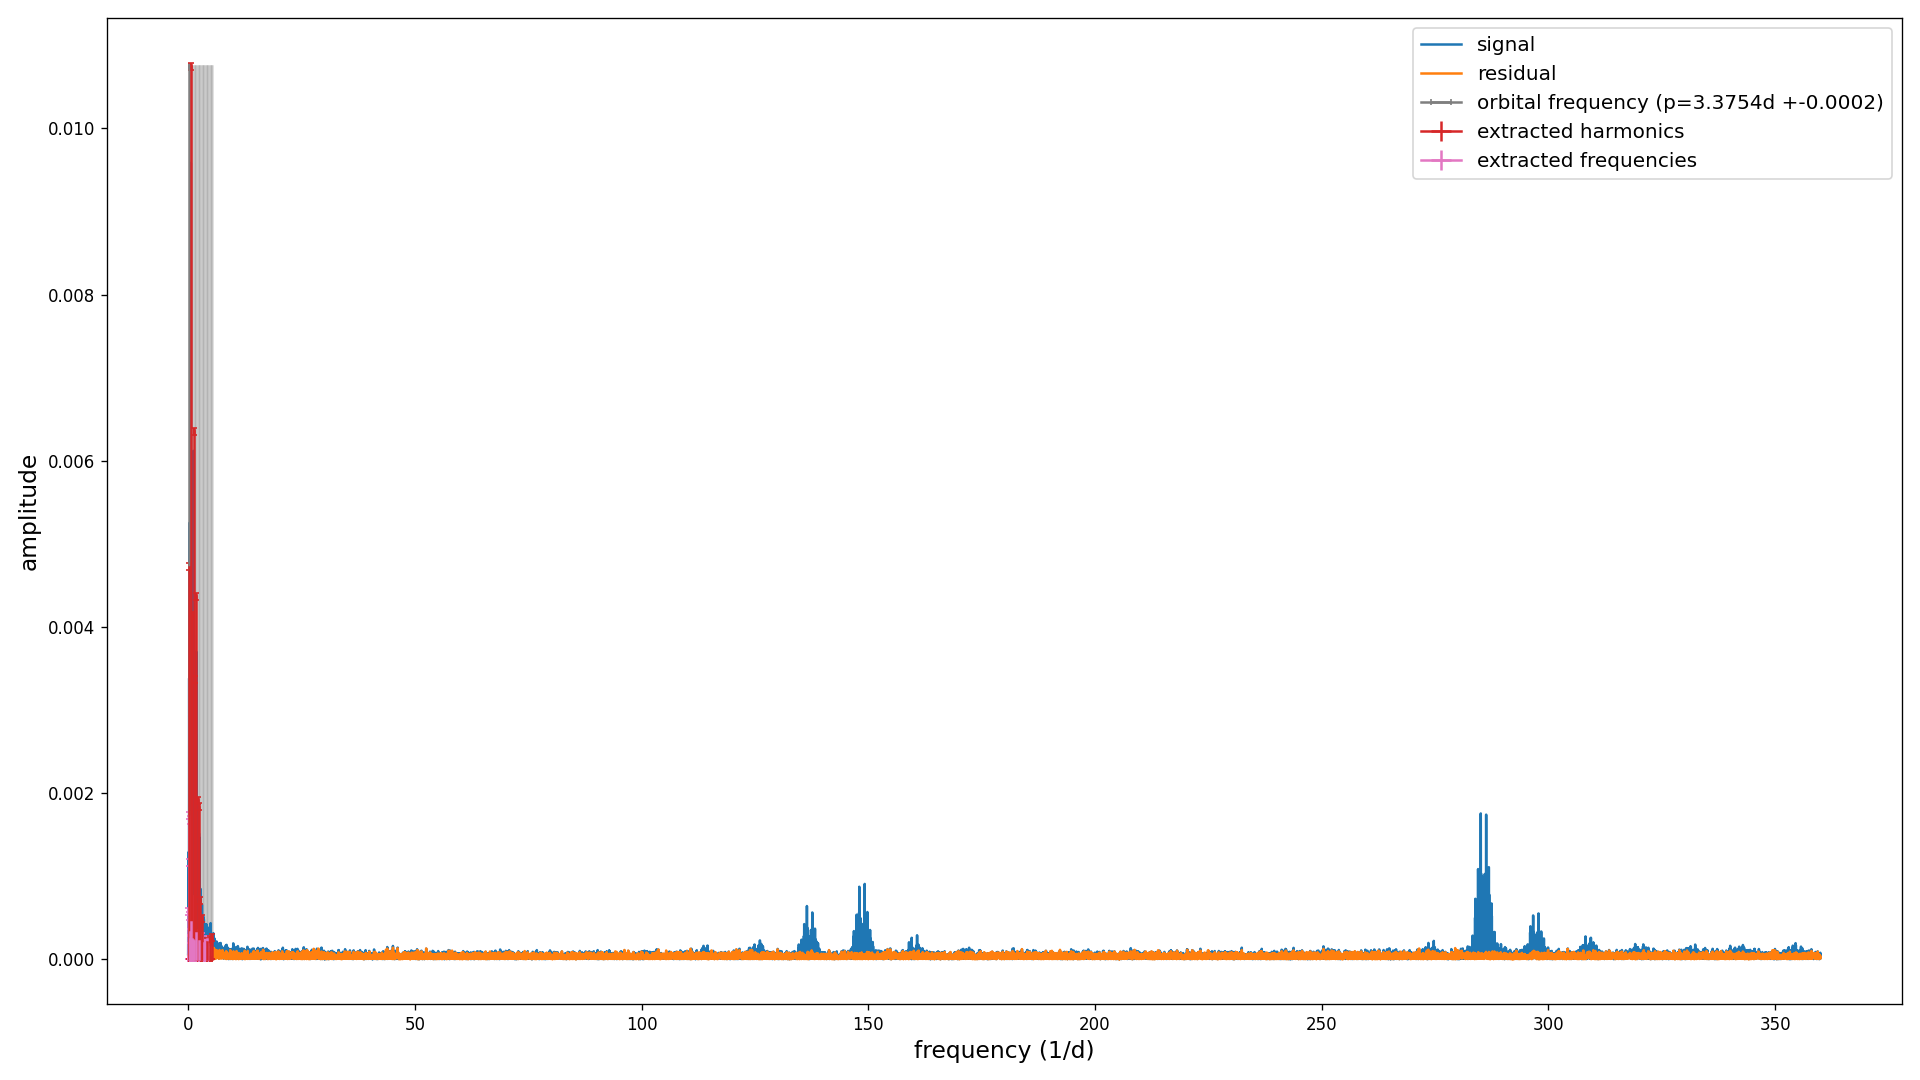 signal
residual
orbital frequency (p=3.3754d +-0.0002)
extracted harmonics
extracted frequencies
0.010
0.008
0.006
0.004
0.002
0.000
amplitude
0
50
100
150
200
250
300
350
frequency (1/d)